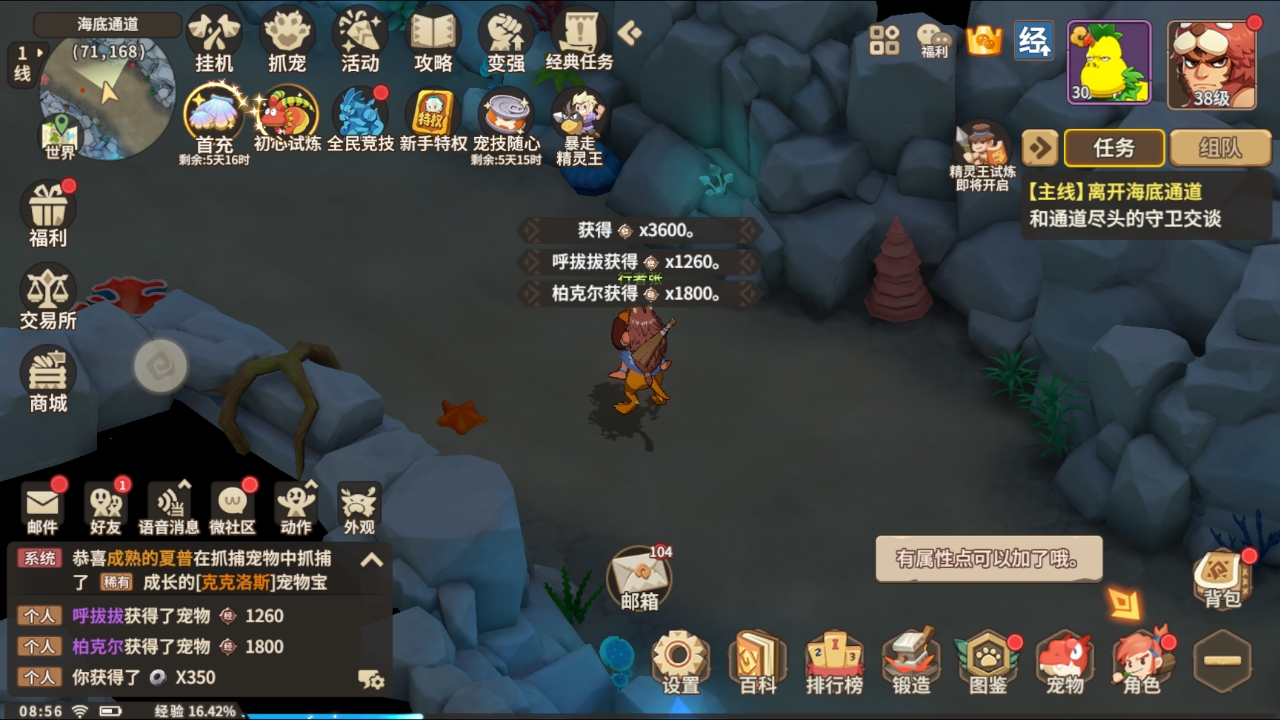 海底通道
(71,168)
1
线
世界
挂机
抓宠
活动
攻略
变强
经典任务
首充
剩余:5天16时
初心试炼
全民竞技
特权
新手特权
宠技随心
剩余:5天15时
暴走
精灵王
福利
经
38级
精灵王试炼
即将开启
任务
组队
【主线】离开海底通道
和通道尽头的守卫交谈
福利
交易所
商城
获得 x3600。
呼拔拔获得 x1260。
柏克尔获得 x1800。
邮件
1
好友
语音消息
微社区
动作
外观
系统 恭喜成熟的夏普在抓捕宠物中抓捕
了 稀有 成长的[克克洛斯]宠物宝
个人 呼拔拔获得了宠物 经 1260
个人 柏克尔获得了宠物 经 1800
个人 你获得了 X350
104
邮箱
有属性点可以加了哦。
背包
设置
百科
2 1 3
排行榜
锻造
图鉴
宠物
角色
08:56
经验 16.42%